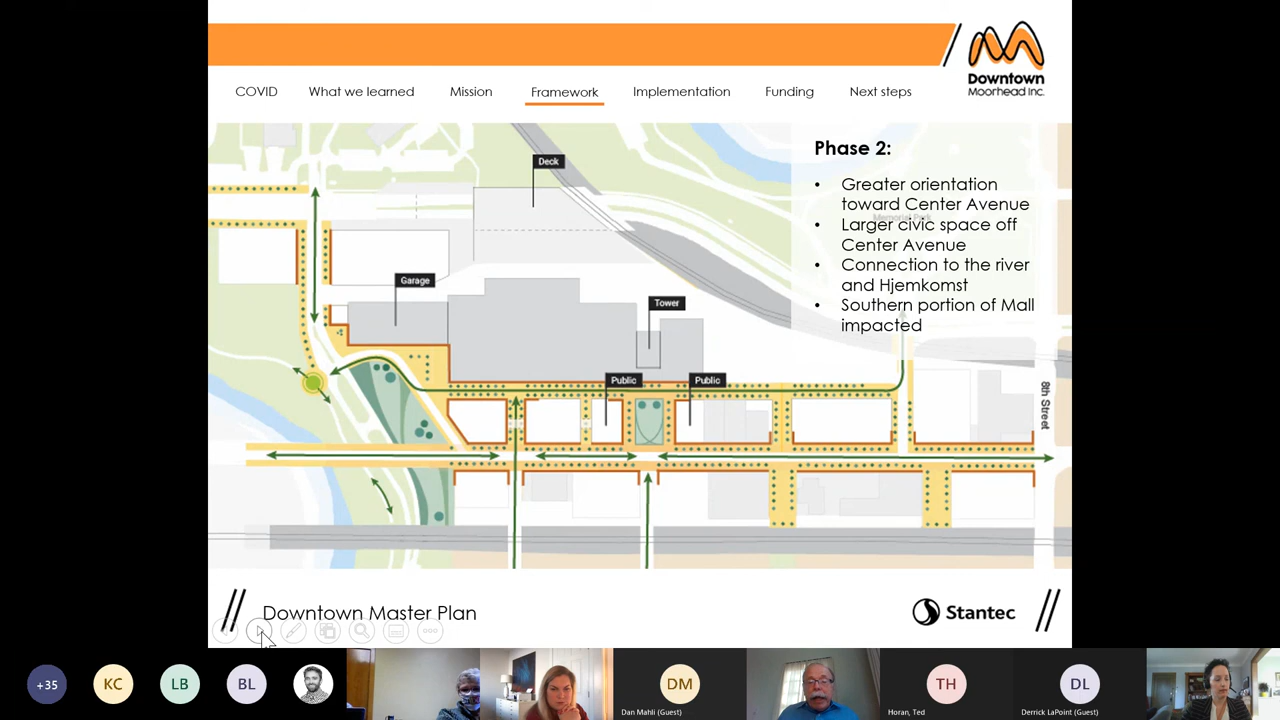 Downtown
Moorhead Inc.
COVID
What we learned
Mission
Framework
Implementation
Funding
Next steps
Phase 2:
• Greater orientation
toward Center Avenue
• Larger civic space off
Center Avenue
• Connection to the river
and Hjemkomst
• Southern portion of Mall
impacted
Memorial Park
Deck
Garage
Tower
Public
Public
8th Street
Downtown Master Plan
Stantec
+35
KC
LB
BL
DM
Dan Mahli (Guest)
TH
Horan, Ted
DL
Derrick LaPoint (Guest)